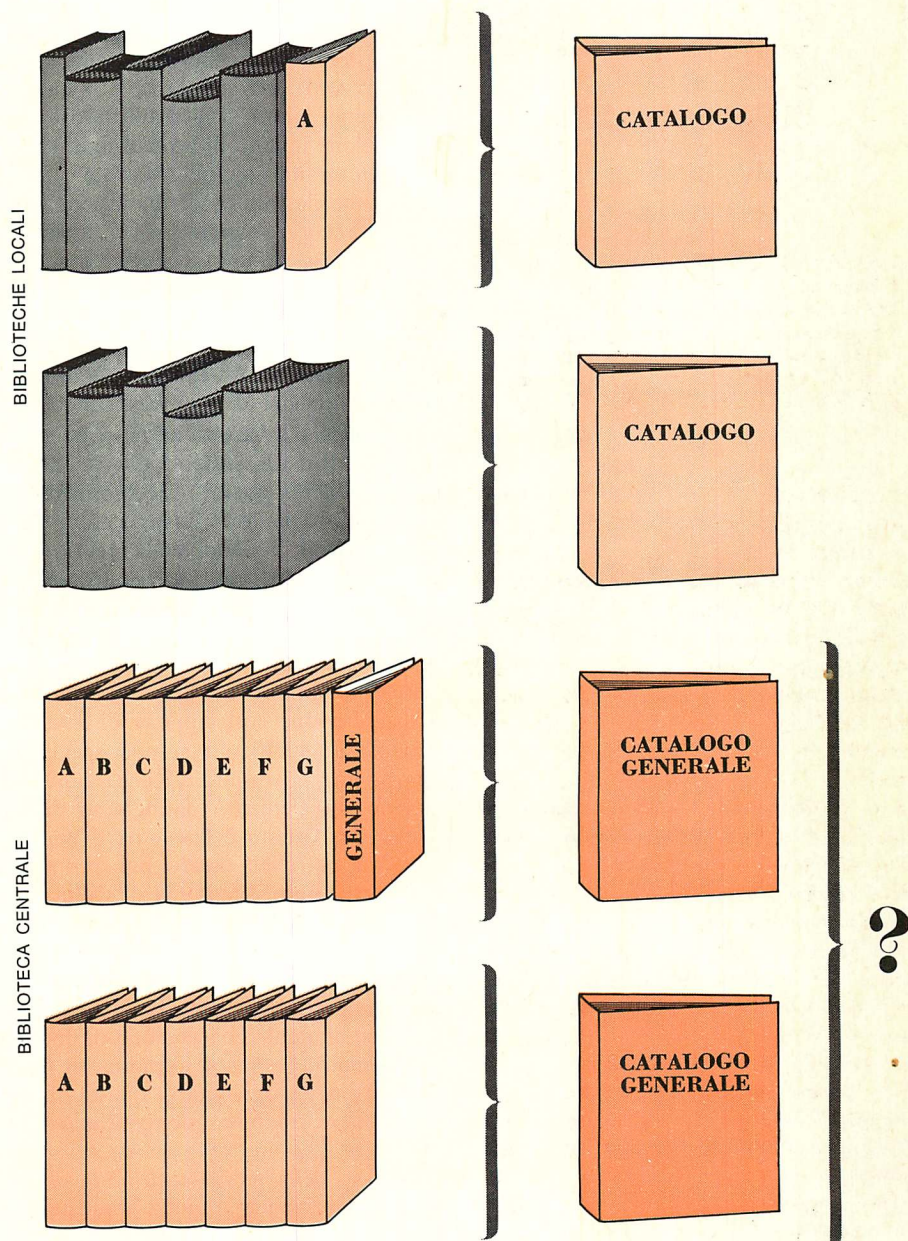 BIBLIOTECHE LOCALI
A
CATALOGO
CATALOGO
BIBLIOTECA CENTRALE
A B C D E F G GENERALE
CATALOGO
GENERALE
?
A B C D E F G
CATALOGO
GENERALE